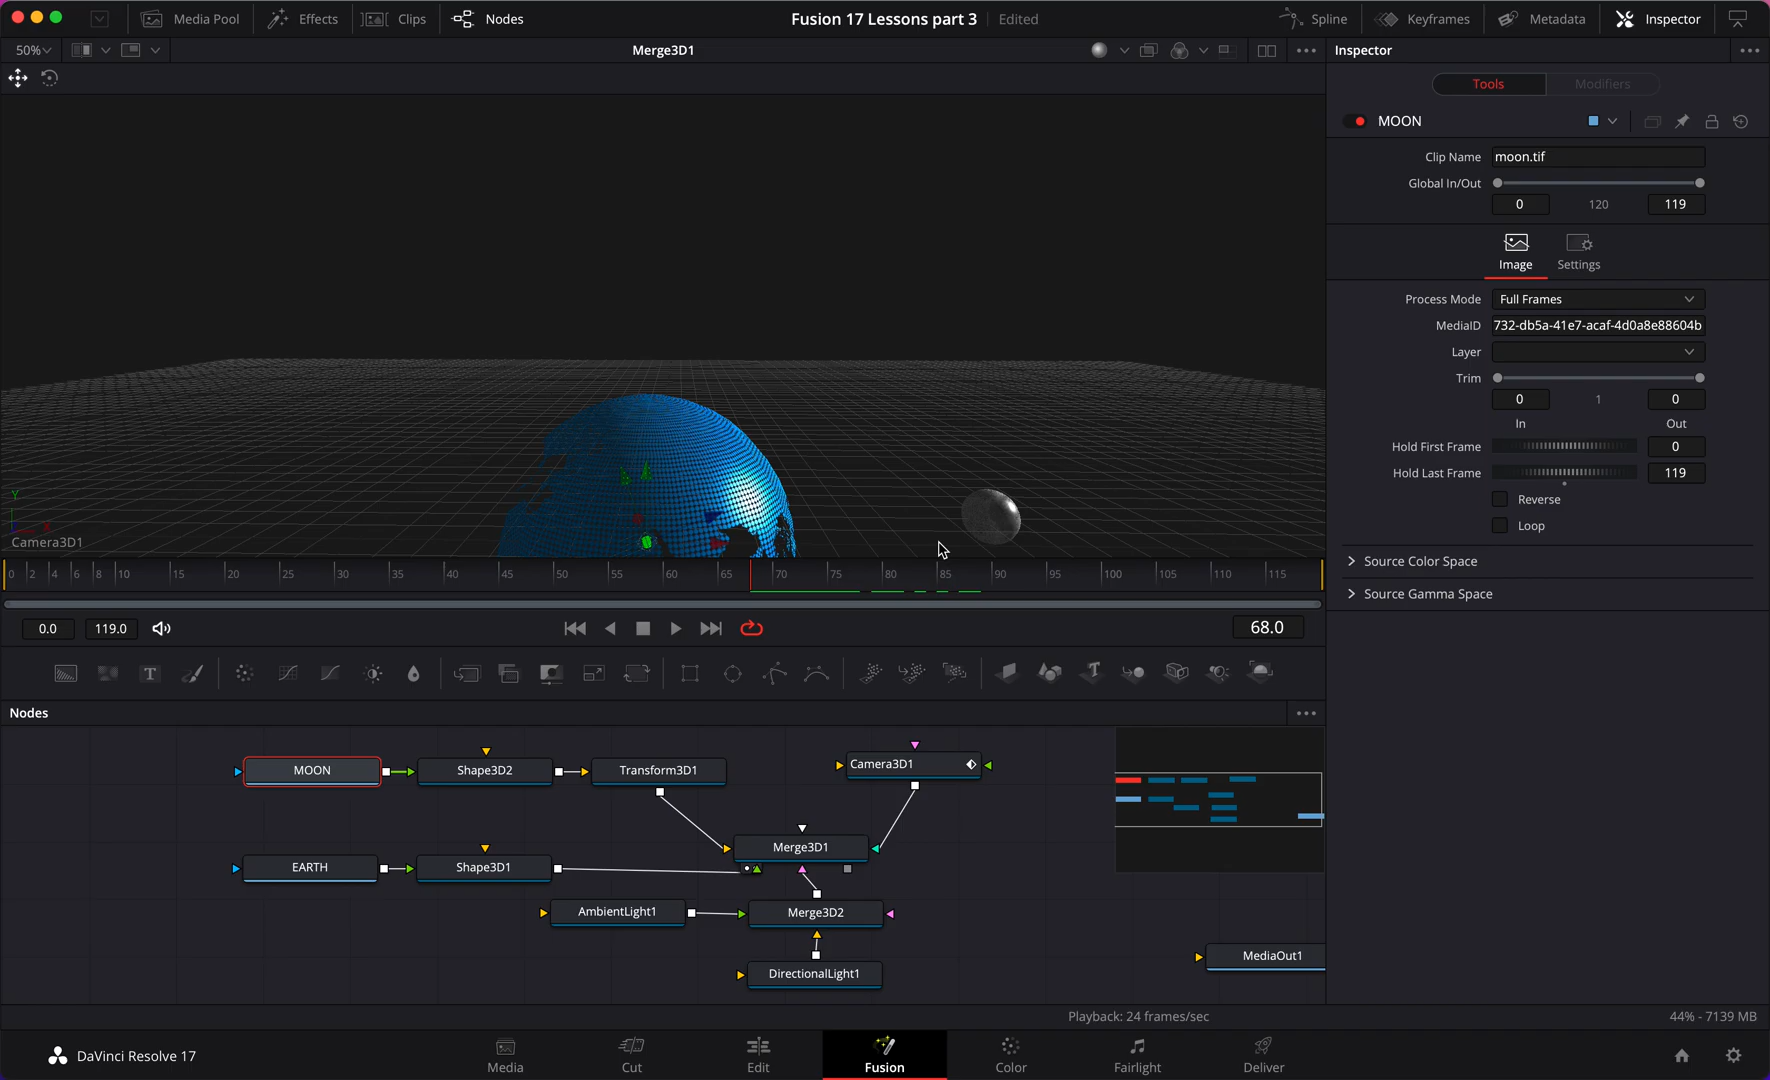 Media Pool Effects Clips Nodes Fusion 17 Lessons part 3 Edited Spline Keyframes Metadata Inspector
50% Merge3D1 Inspector
Tools Modifiers
MOON
Clip Name moon.tif
Global In/Out
0 120 119
Image Settings
Process Mode Full Frames
MediaID 732-db5a-41e7-acaf-4d0a8e88604b
Layer
Trim
0 1 0
In Out
Hold First Frame 0
Hold Last Frame 119
Reverse
Loop
Source Color Space
Source Gamma Space
Y
X
Camera3D1
0 2 4 6 8 10 15 20 25 30 35 40 45 50 55 60 65 70 75 80 85 90 95 100 105 110 115
0.0 119.0 68.0
T T
Nodes
MOON Shape3D2 Transform3D1 Camera3D1
Merge3D1
EARTH Shape3D1
AmbientLight1 Merge3D2
MediaOut1
DirectionalLight1
Playback: 24 frames/sec 44% - 7139 MB
DaVinci Resolve 17 Media Cut Edit Fusion Color Fairlight Deliver